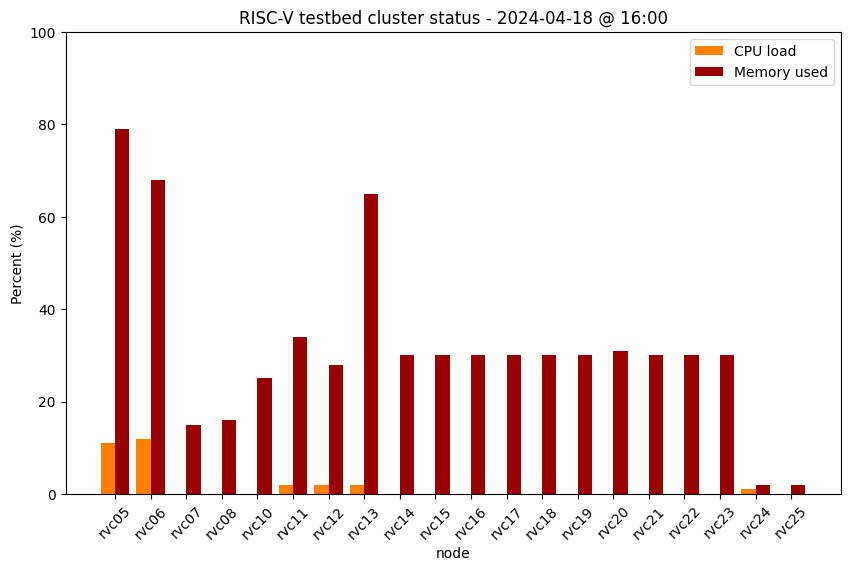 RISC-V testbed cluster status - 2024-04-18 @ 16:00
CPU load
Memory used
Percent (%)
100
80
60
40
20
0
rvc05 rvc06 rvc07 rvc08 rvc10 rvc11 rvc12 rvc13 rvc14 rvc15 rvc16 rvc17 rvc18 rvc19 rvc20 rvc21 rvc22 rvc23 rvc24 rvc25
node